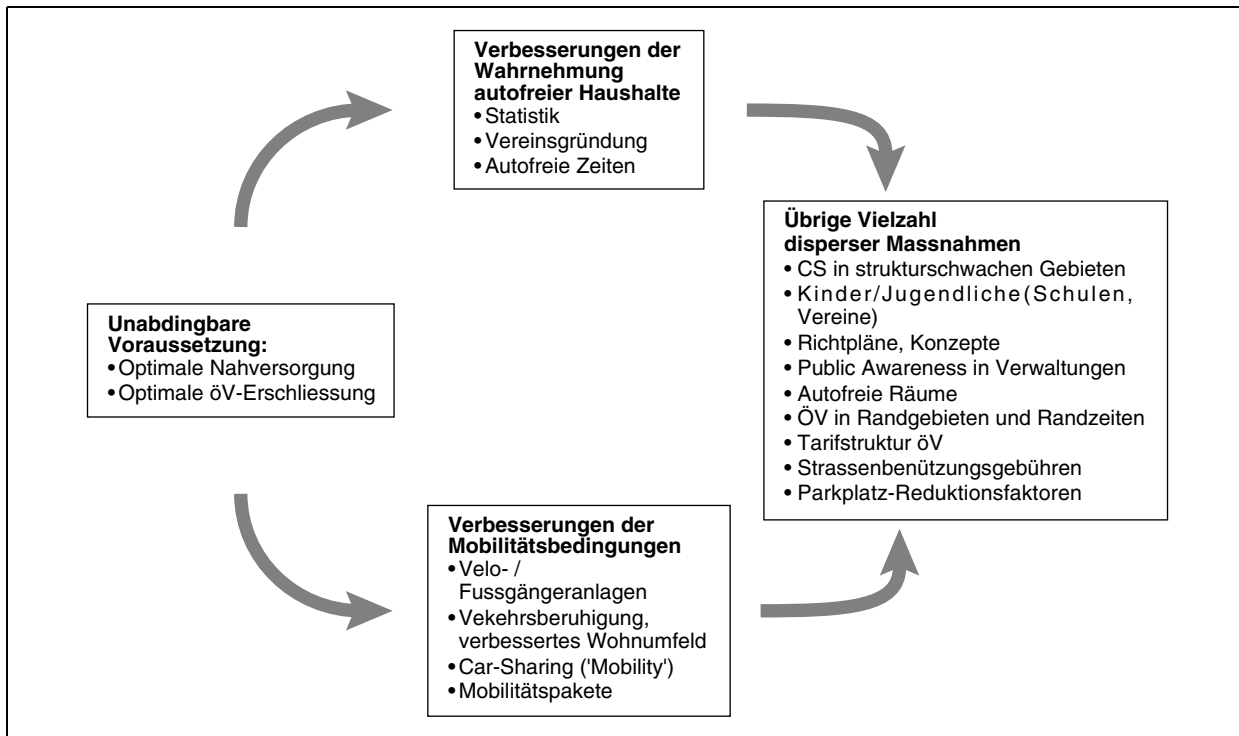 Verbesserungen der
Wahrnehmung
autofreier Haushalte
• Statistik
• Vereinsgründung
• Autofreie Zeiten
Unabdingbare
Voraussetzung:
• Optimale Nahversorgung
• Optimale öV-Erschliessung
Verbesserungen der
Mobilitätsbedingungen
• Velo- /
Fussgängeranlagen
• Vekehrsberuhigung,
verbessertes Wohnumfeld
• Car-Sharing ('Mobility')
• Mobilitätspakete
Übrige Vielzahl
disperser Massnahmen
• CS in strukturschwachen Gebieten
• Kinder/Jugendliche(Schulen,
Vereine)
• Richtpläne, Konzepte
• Public Awareness in Verwaltungen
• Autofreie Räume
• ÖV in Randgebieten und Randzeiten
• Tarifstruktur öV
• Strassenbenützungsgebühren
• Parkplatz-Reduktionsfaktoren